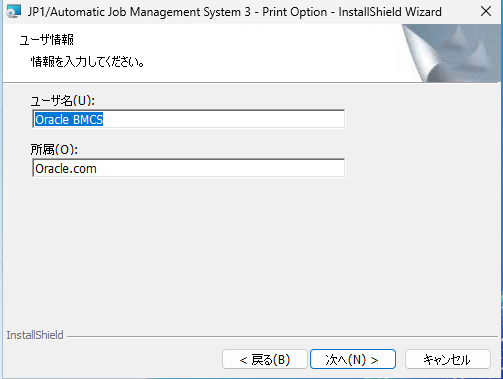 JP1/Automatic Job Management System 3 - Print Option - InstallShield Wizard
ユーザ情報
情報を入力してください。
ユーザ名(U):
Oracle BMCS
所属(O):
Oracle.com
InstallShield
< 戻る(B)
次へ(N) >
キャンセル